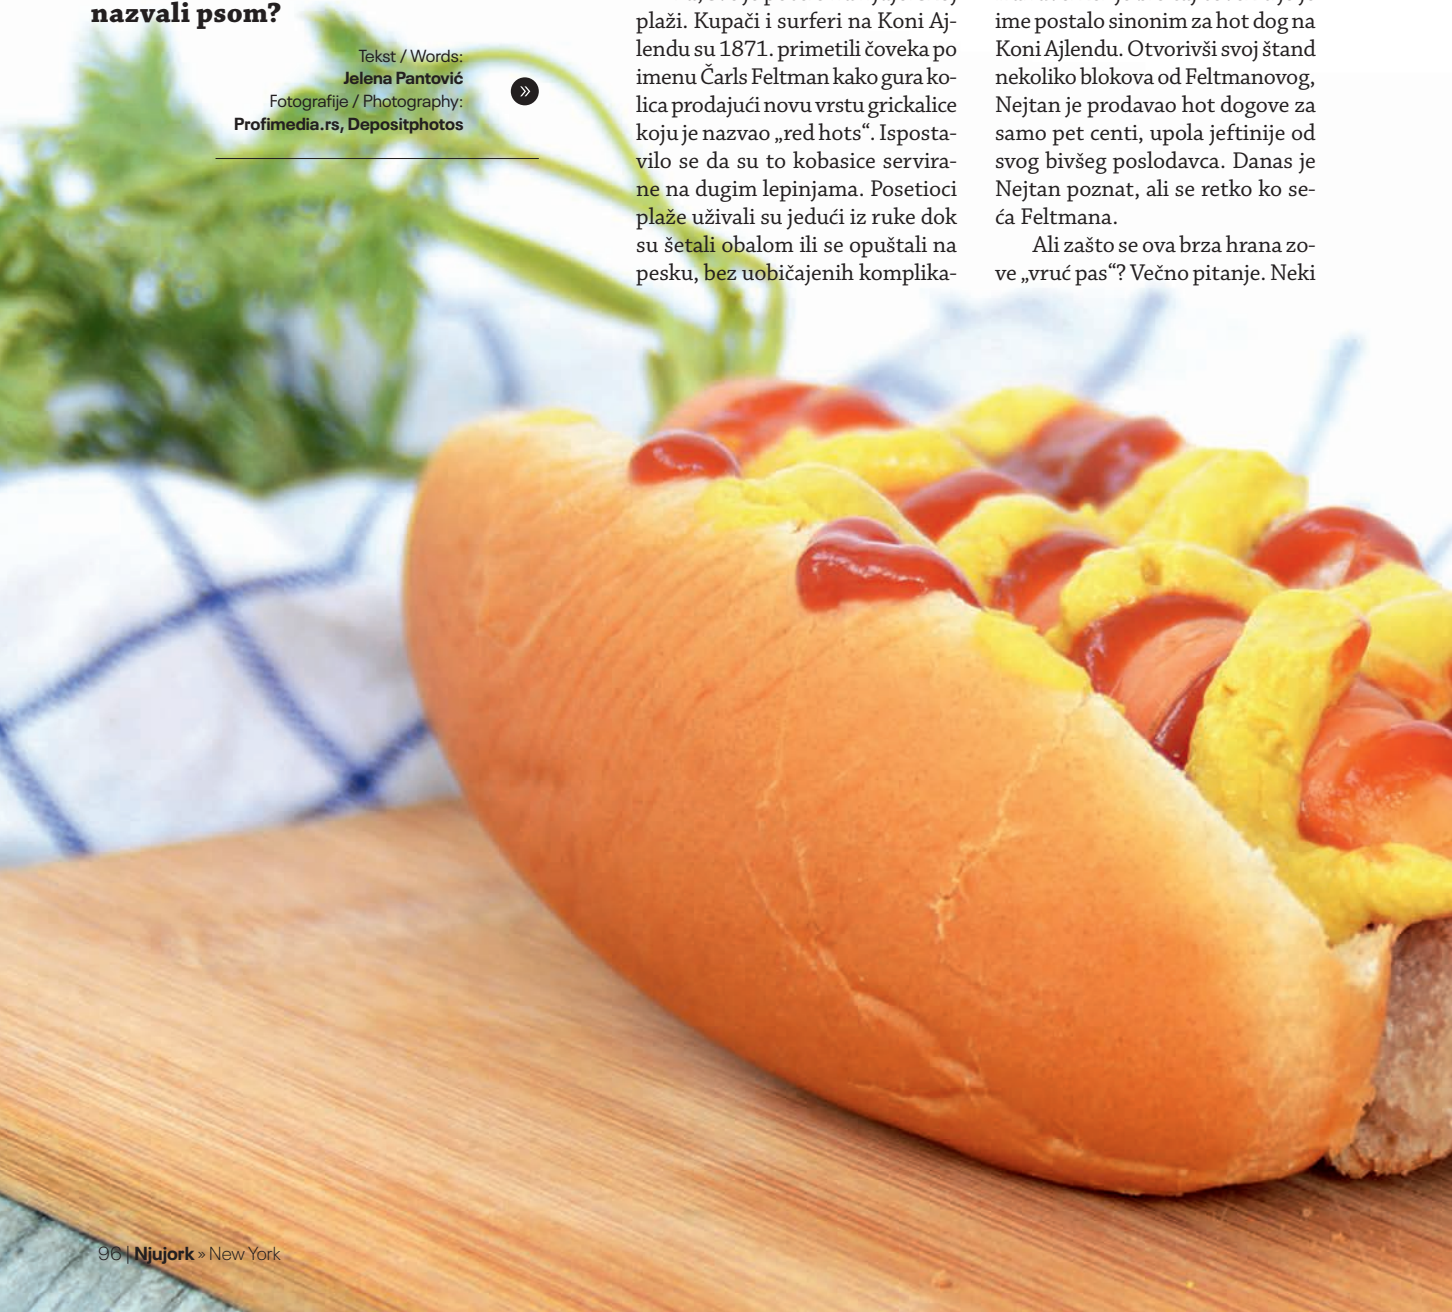 nazvali psom?
Tekst / Words:
Jelena Pantović
Fotografije / Photography:
Profimedia.rs, Depositphotos
»
plaži. Kupači i surferi na Koni Aj-
lendu su 1871. primetili čoveka po
imenu Čarls Feltman kako gura ko-
lica prodajući novu vrstu grickalice
koju je nazvao „red hots“. Isposta-
vilo se da su to kobasice servira-
ne na dugim lepinjama. Posetioci
plaže uživali su jedući iz ruke dok
su šetali obalom ili se opuštali na
pesku, bez uobičajenih komplika-
ime postalo sinonim za hot dog na
Koni Ajlendu. Otvorivši svoj štand
nekoliko blokova od Feltmanovog,
Nejtan je prodavao hot dogove za
samo pet centi, upola jeftinije od
svog bivšeg poslodavca. Danas je
Nejtan poznat, ali se retko ko se-
ća Feltmana.
Ali zašto se ova brza hrana zo-
ve „vruć pas“? Večno pitanje. Neki
96 | Njujork » New York